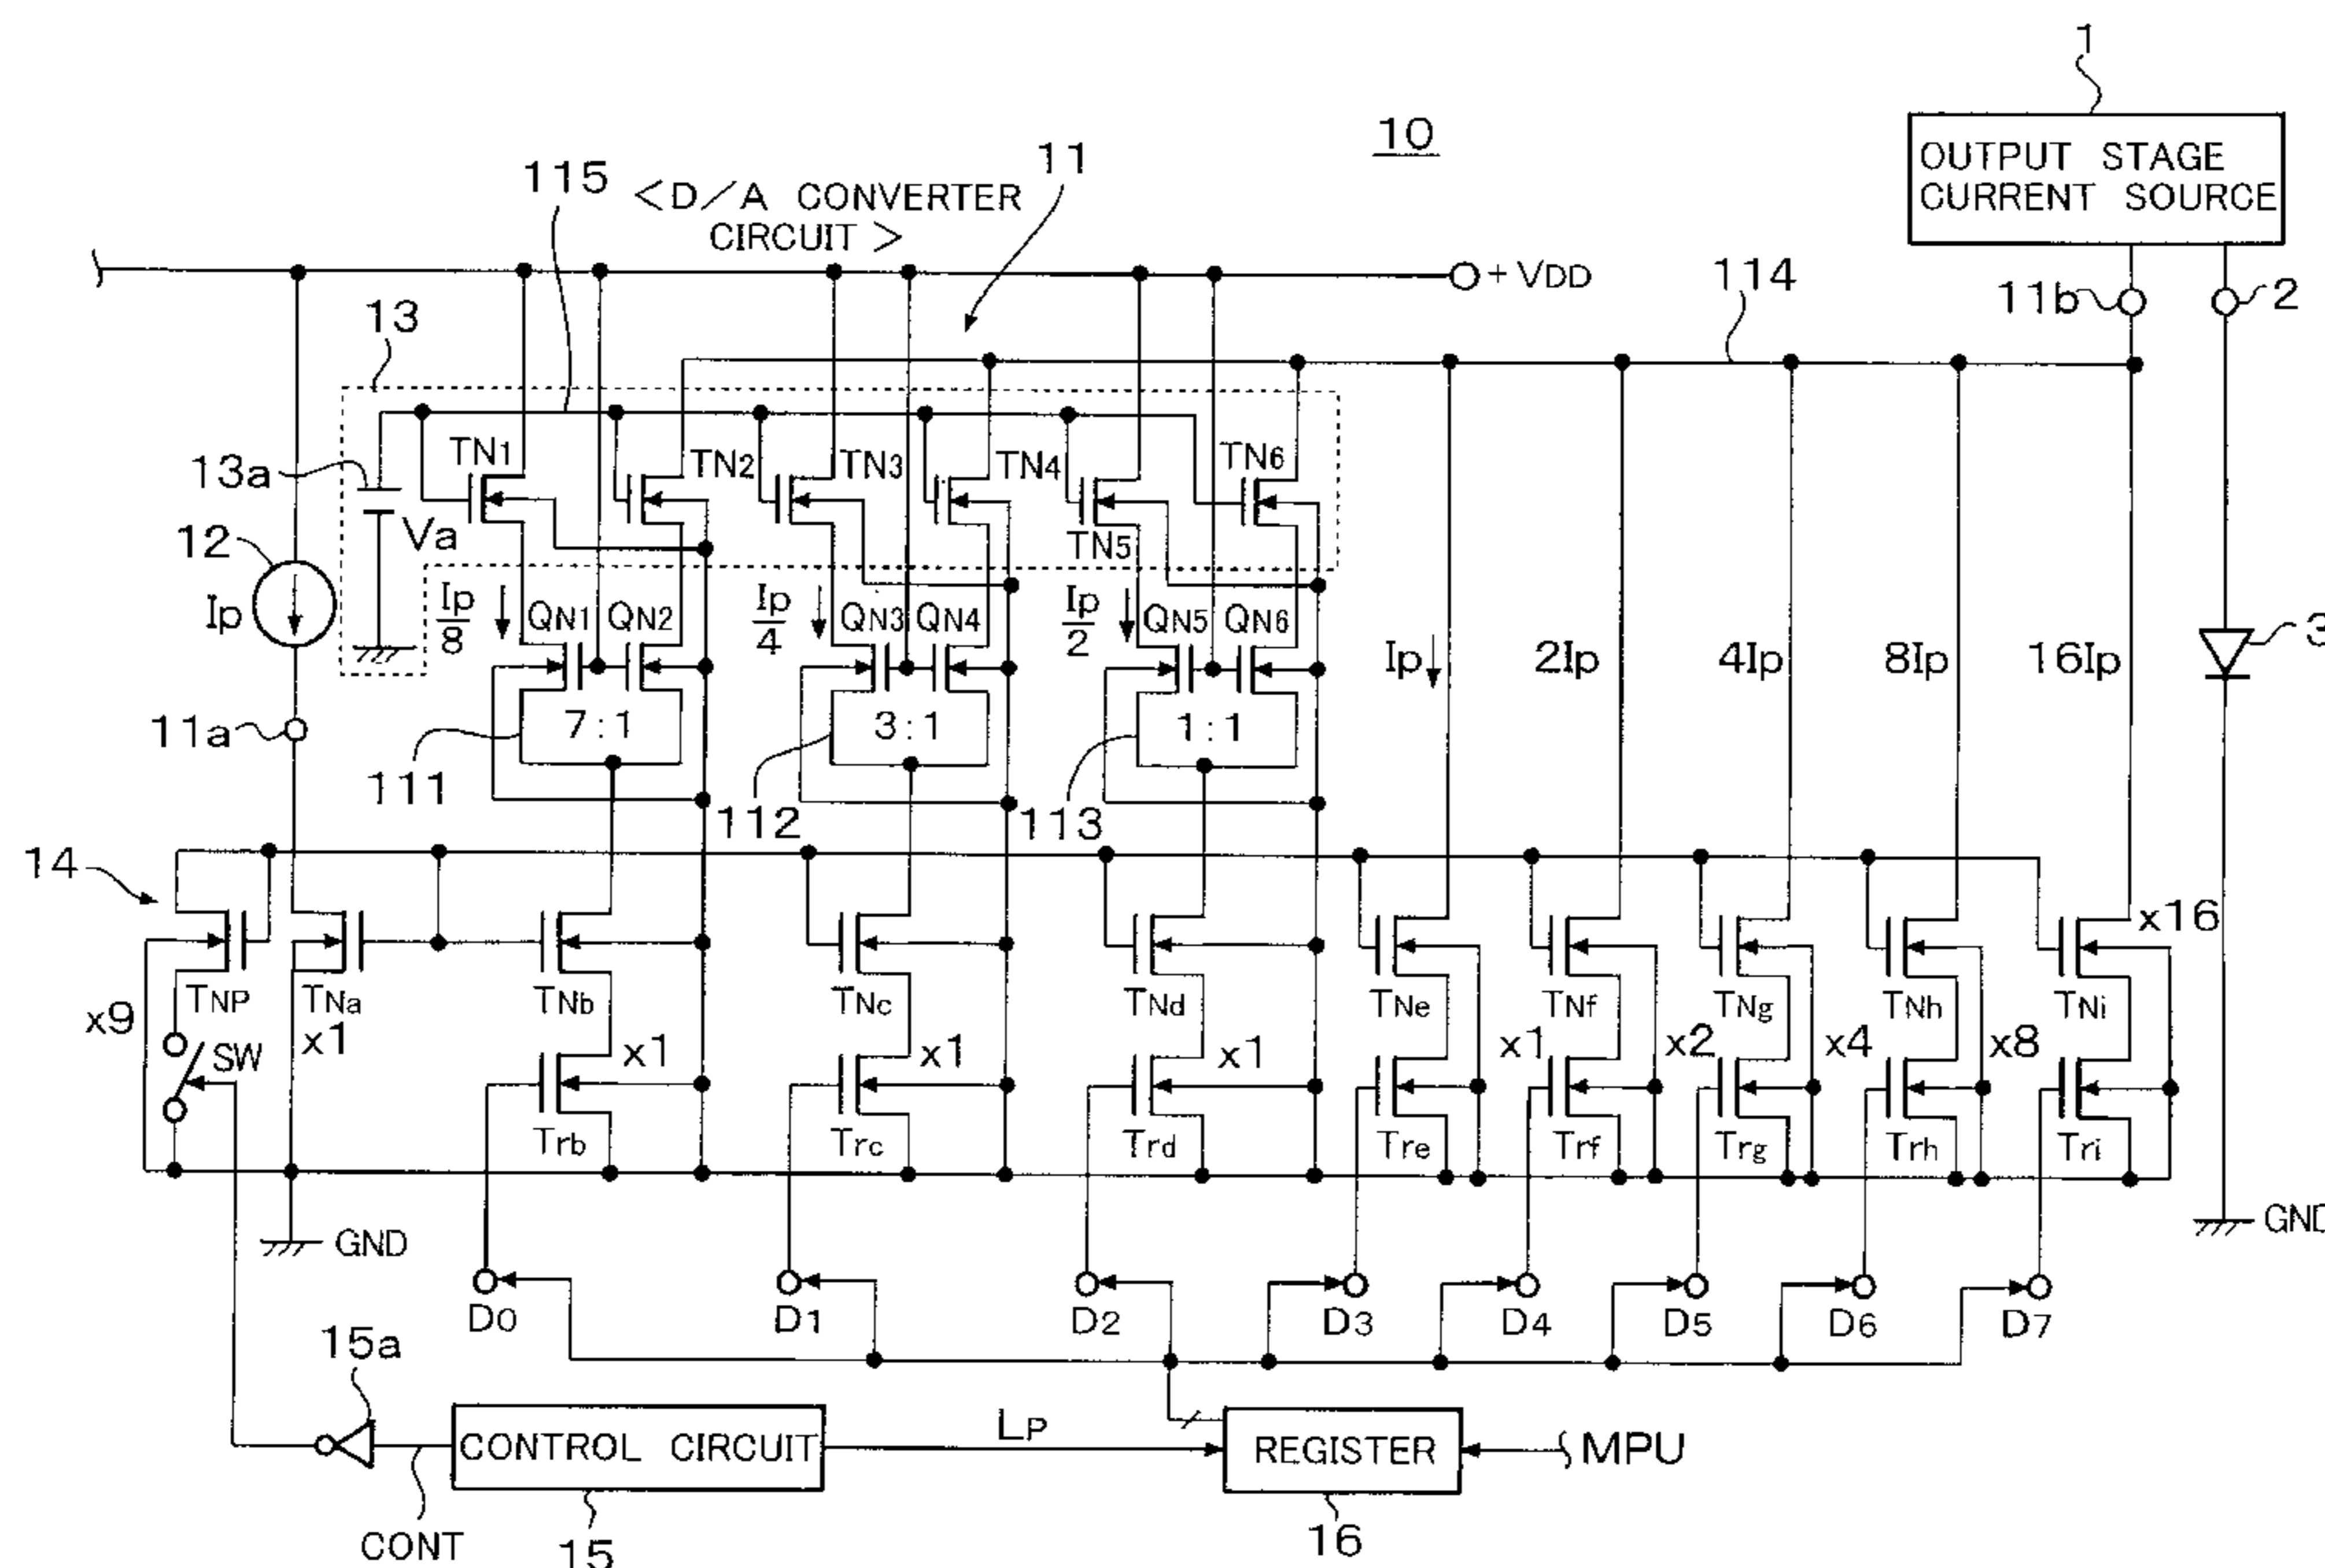 1
10
OUTPUT STAGE
CURRENT SOURCE
115
<D/A CONVERTER
CIRCUIT>
11
+VDD
114
11b
2
13
TN1
TN2
TN3
TN4
TN5
TN6
13a
Va
12
Ip
Ip/8
QN1
QN2
Ip/4
QN3
QN4
Ip/2
QN5
QN6
Ip
2Ip
4Ip
8Ip
16Ip
3
11a
7:1
3:1
1:1
111
112
113
14
x16
TNP
TNa
TNb
TNc
TNd
TNe
TNf
TNg
TNh
TNi
x9
SW
x1
x1
x1
x1
x1
x2
x4
x8
Trb
Trc
Trd
Tre
Trf
Trg
Trh
Tri
GND
GND
D0
D1
D2
D3
D4
D5
D6
D7
15a
CONTROL CIRCUIT
LP
REGISTER
MPU
CONT
15
16